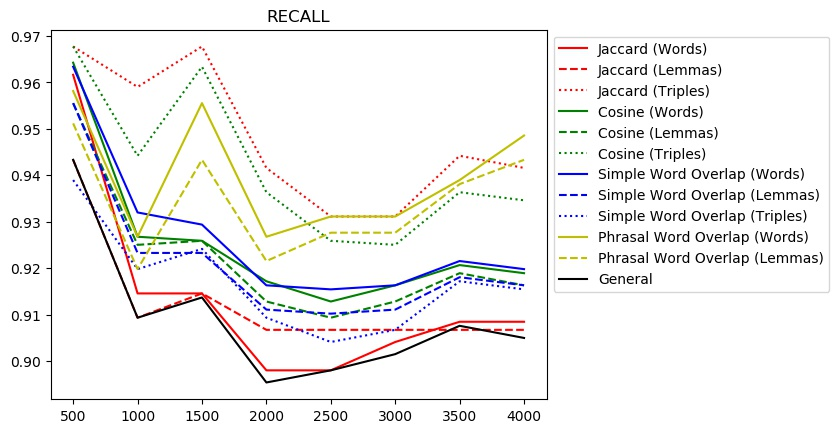 RECALL
0.97
0.96
0.95
0.94
0.93
0.92
0.91
0.90
500 1000 1500 2000 2500 3000 3500 4000
Jaccard (Words)
Jaccard (Lemmas)
Jaccard (Triples)
Cosine (Words)
Cosine (Lemmas)
Cosine (Triples)
Simple Word Overlap (Words)
Simple Word Overlap (Lemmas)
Simple Word Overlap (Triples)
Phrasal Word Overlap (Words)
Phrasal Word Overlap (Lemmas)
General